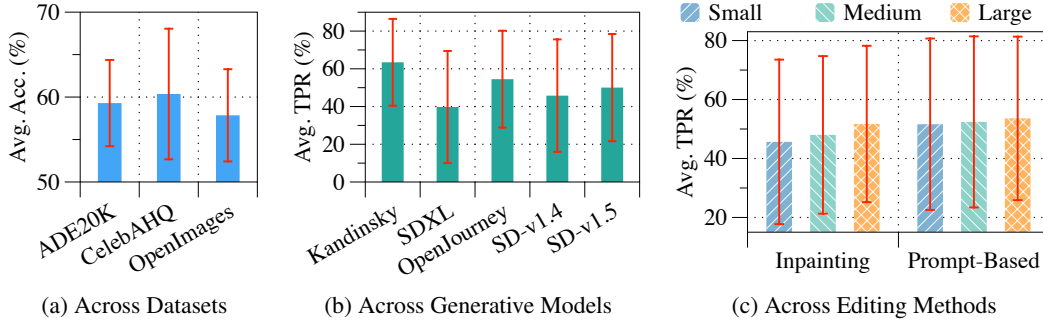 Avg. Acc. (%)
70
60
50
ADE20K
CelebAHQ
OpenImages
(a) Across Datasets
Avg. TPR (%)
80
60
40
20
0
Kandinsky
SDXL
OpenJourney
SD-v1.4
SD-v1.5
(b) Across Generative Models
Small Medium Large
Avg. TPR (%)
80
60
40
20
Inpainting Prompt-Based
(c) Across Editing Methods